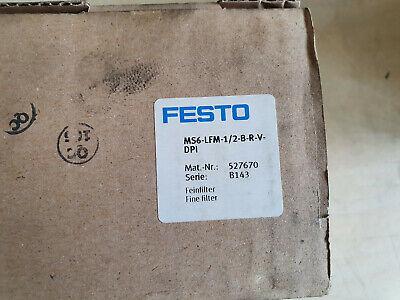 FESTO
MS6-LFM-1/2-B-R-V-
DPI
Mat.-Nr.: 527670
Serie: B143
Feinfilter
Fine filter